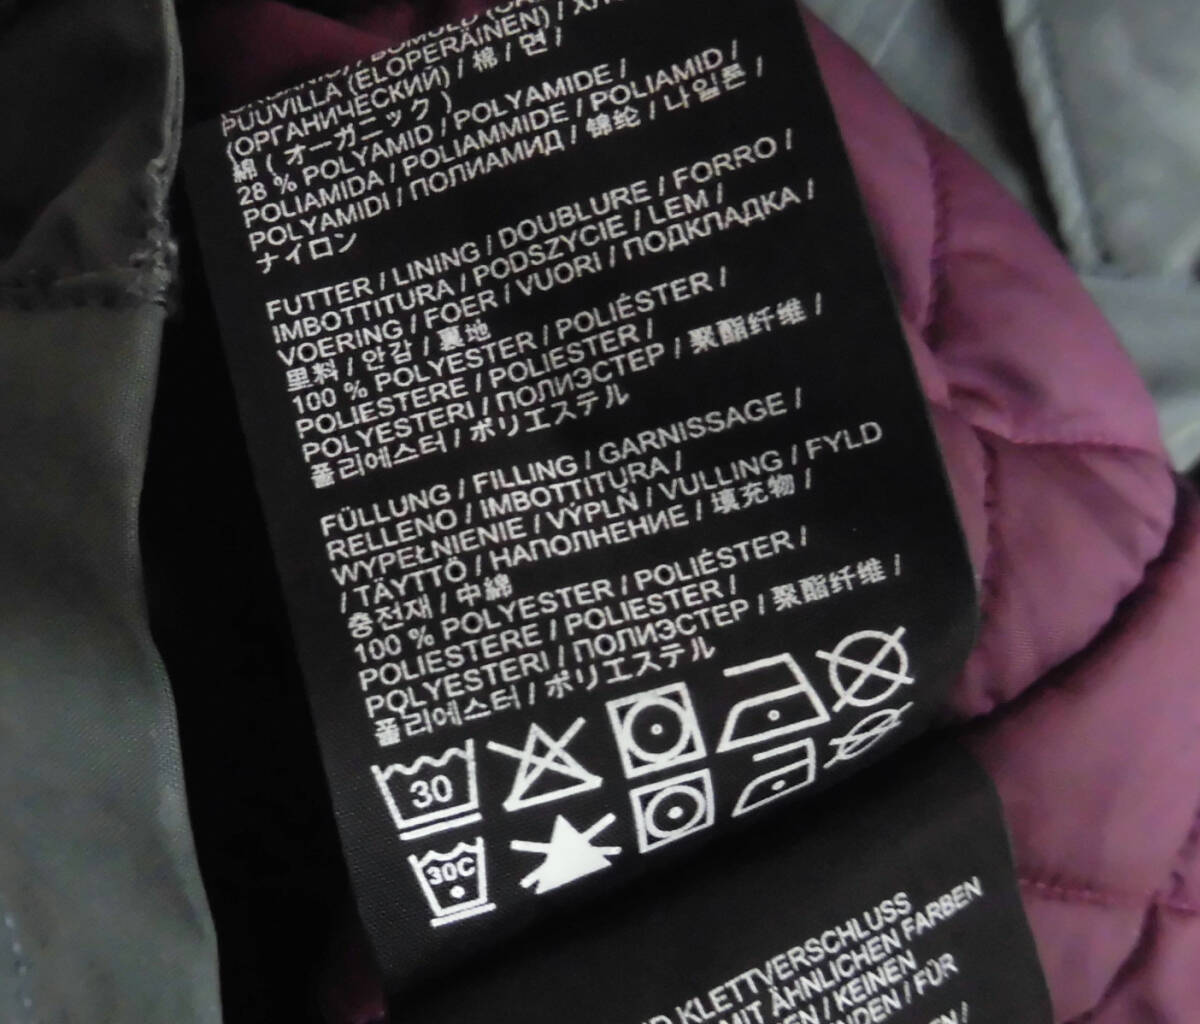 PUUVILLA (ELOPERÄINEN) /
(ОРГАНИЧЕСКИЙ) / 棉 / 면 /
綿 ( オーガニック )
28 % POLYAMID / POLYAMIDE /
POLIAMIDA / POLIAMMIDE / POLIAMID /
POLYAMIDI / ПОЛИАМИД / 锦纶 / 나일론 /
ナイロン
FUTTER / LINING / DOUBLURE / FORRO /
IMBOTTITURA / PODSZYCIE / LEM /
VOERING / FOER / VUORI / ПОДКЛАДКА /
里料 / 안감 / 裏地
100 % POLYESTER / POLIÉSTER /
POLIESTERE / POLIESTER /
POLYESTERI / ПОЛИЭСТЕР / 聚酯纤维 /
폴리에스터 / ポリエステル
FÜLLUNG / FILLING / GARNISSAGE /
RELLENO / IMBOTTITURA /
WYPEŁNIENIE / VÝPLŇ / VULLING / FYLD
/ TÄYTTÖ / НАПОЛНЕНИЕ / 填充物 /
충전재 / 中綿
100 % POLYESTER / POLIÉSTER /
POLIESTERE / POLIESTER /
POLYESTERI / ПОЛИЭСТЕР / 聚酯纤维 /
폴리에스터 / ポリエステル
30
30C
KLETTVERSCHLUSS
MIT ÄHNLICHEN FARBEN
/ KEINEN
/ FÜR